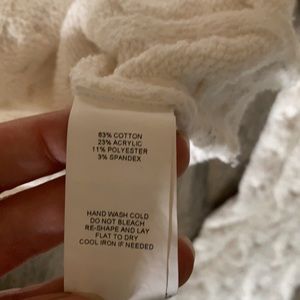 63% COTTON
23% ACRYLIC
11% POLYESTER
3% SPANDEX
HAND WASH COLD
DO NOT BLEACH
RE-SHAPE AND LAY
FLAT TO DRY
COOL IRON IF NEEDED